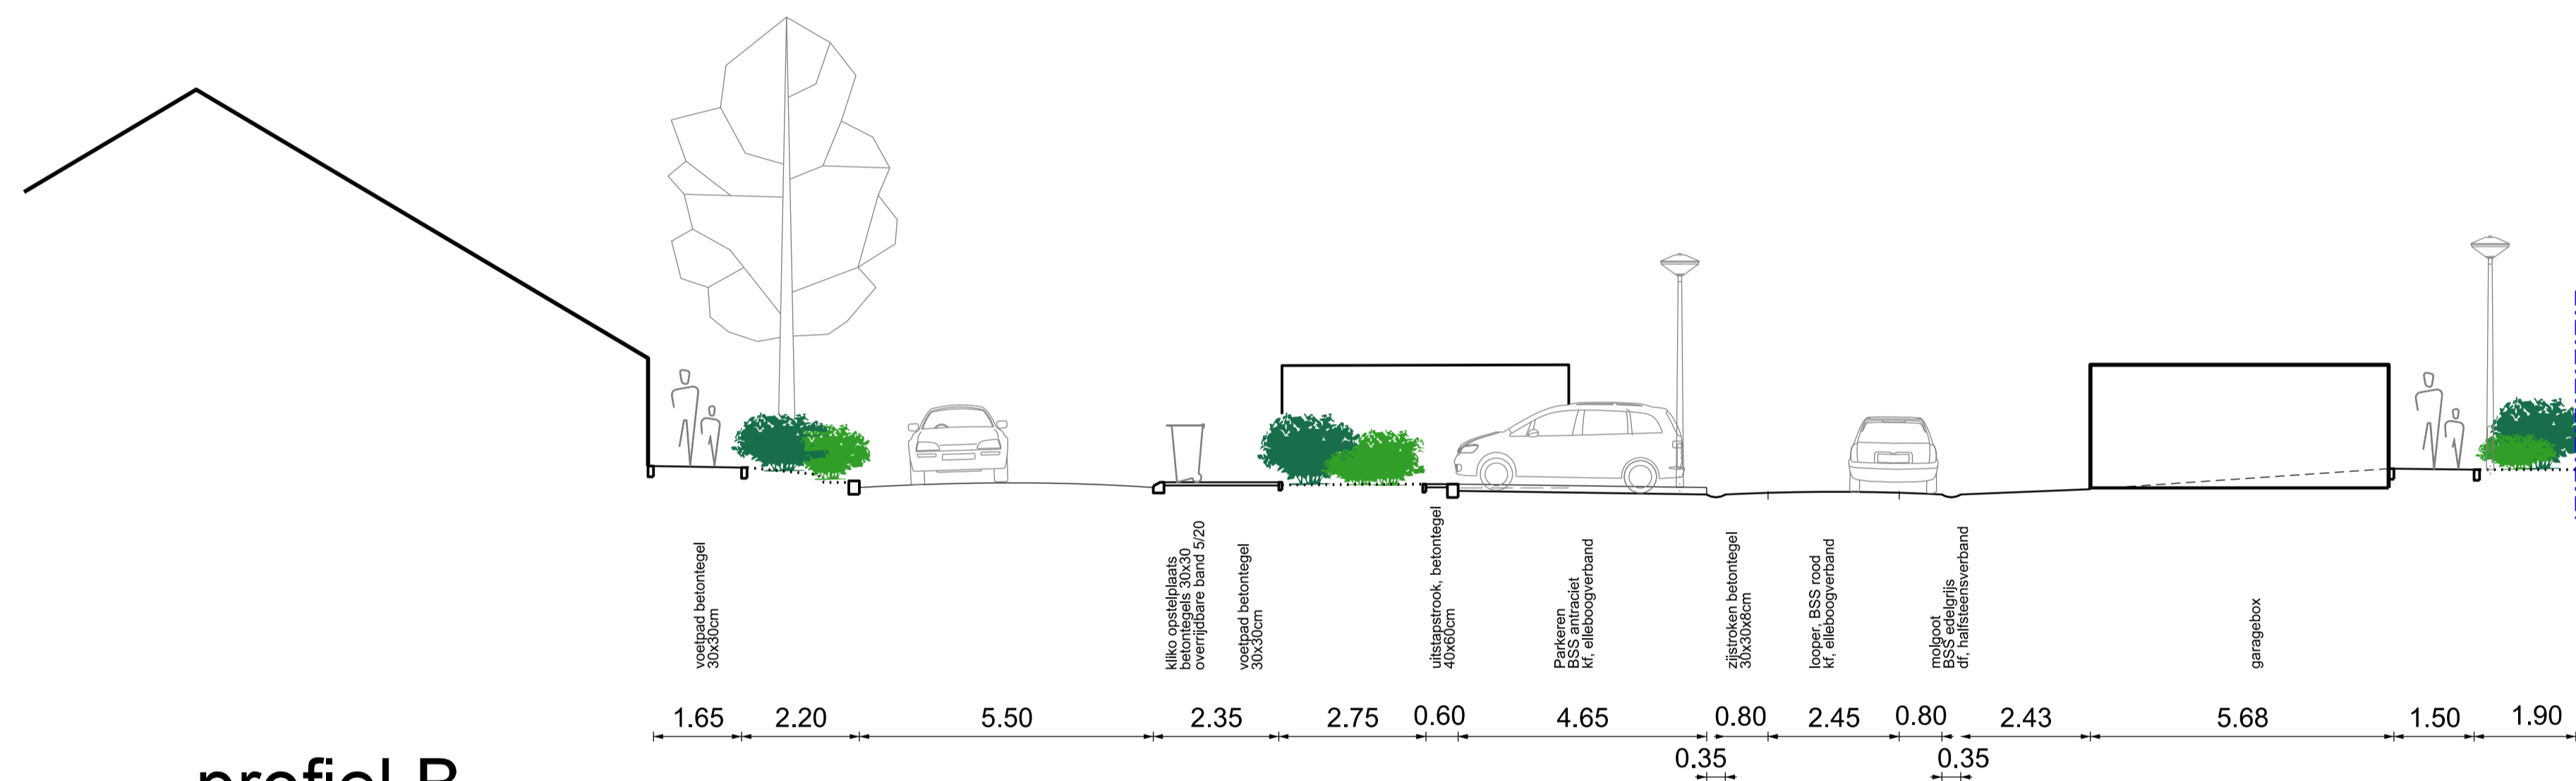 voetpad betontegel
30x30cm
kliko opstelplaats
betontegels 30x30
overrijdbare band 5/20
voetpad betontegel
30x30cm
uitstapstrook, betontegel
40x60cm
Parkeren
BSS antraciet
kf, elleboogverband
zijstroken betontegel
30x30x8cm
looper, BSS rood
kf, elleboogverband
molgoot
BSS edelgrijs
df, halfsteensverband
garagebox
1.65 2.20 5.50 2.35 2.75 0.60 4.65 0.80 2.45 0.80 2.43 5.68 1.50 1.90
0.35 0.35
profiel B